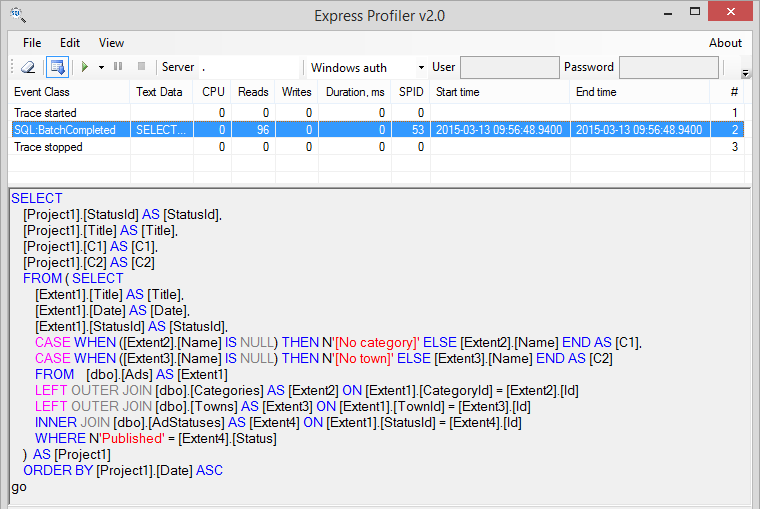 Express Profiler v2.0
File Edit View About
Server . Windows auth User Password
Event Class Text Data CPU Reads Writes Duration, ms SPID Start time End time #
Trace started 0 0 0 0 0 1
SQL:BatchCompleted SELECT... 0 96 0 0 53 2015-03-13 09:56:48.9400 2015-03-13 09:56:48.9400 2
Trace stopped 0 0 0 0 0 3
SELECT
[Project1].[StatusId] AS [StatusId],
[Project1].[Title] AS [Title],
[Project1].[C1] AS [C1],
[Project1].[C2] AS [C2]
FROM ( SELECT
[Extent1].[Title] AS [Title],
[Extent1].[Date] AS [Date],
[Extent1].[StatusId] AS [StatusId],
CASE WHEN ([Extent2].[Name] IS NULL) THEN N'[No category]' ELSE [Extent2].[Name] END AS [C1],
CASE WHEN ([Extent3].[Name] IS NULL) THEN N'[No town]' ELSE [Extent3].[Name] END AS [C2]
FROM [dbo].[Ads] AS [Extent1]
LEFT OUTER JOIN [dbo].[Categories] AS [Extent2] ON [Extent1].[CategoryId] = [Extent2].[Id]
LEFT OUTER JOIN [dbo].[Towns] AS [Extent3] ON [Extent1].[TownId] = [Extent3].[Id]
INNER JOIN [dbo].[AdStatuses] AS [Extent4] ON [Extent1].[StatusId] = [Extent4].[Id]
WHERE N'Published' = [Extent4].[Status]
) AS [Project1]
ORDER BY [Project1].[Date] ASC
go